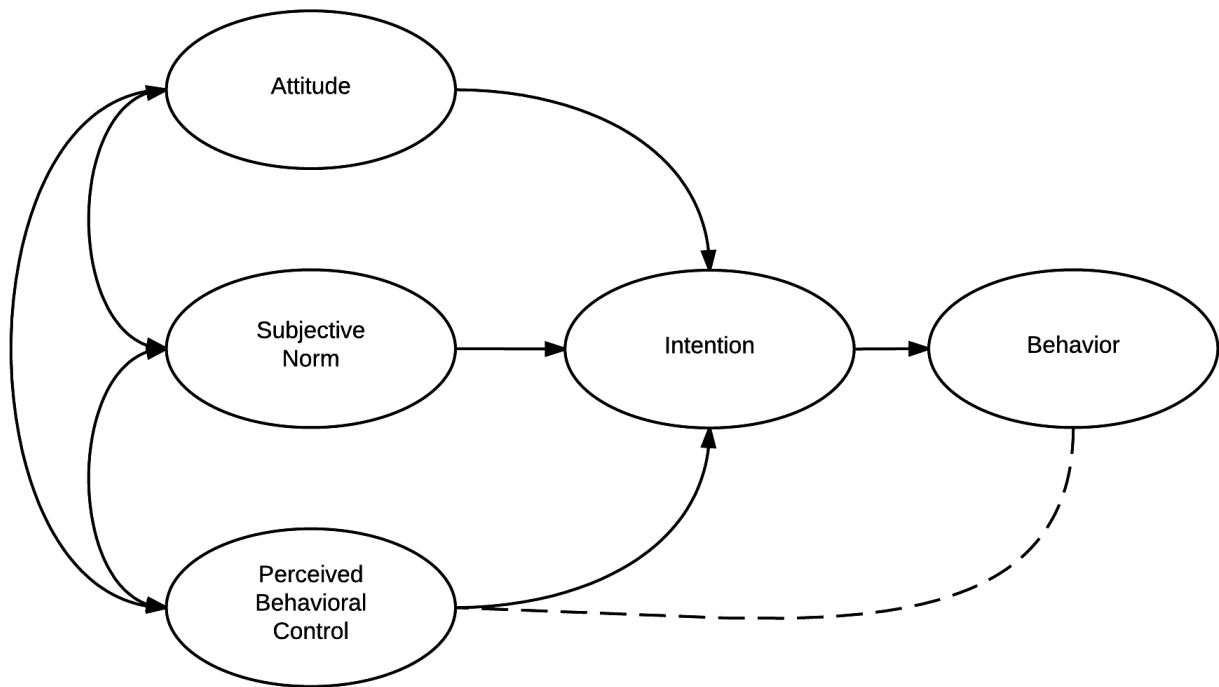 Attitude
Subjective
Norm
Intention
Behavior
Perceived
Behavioral
Control